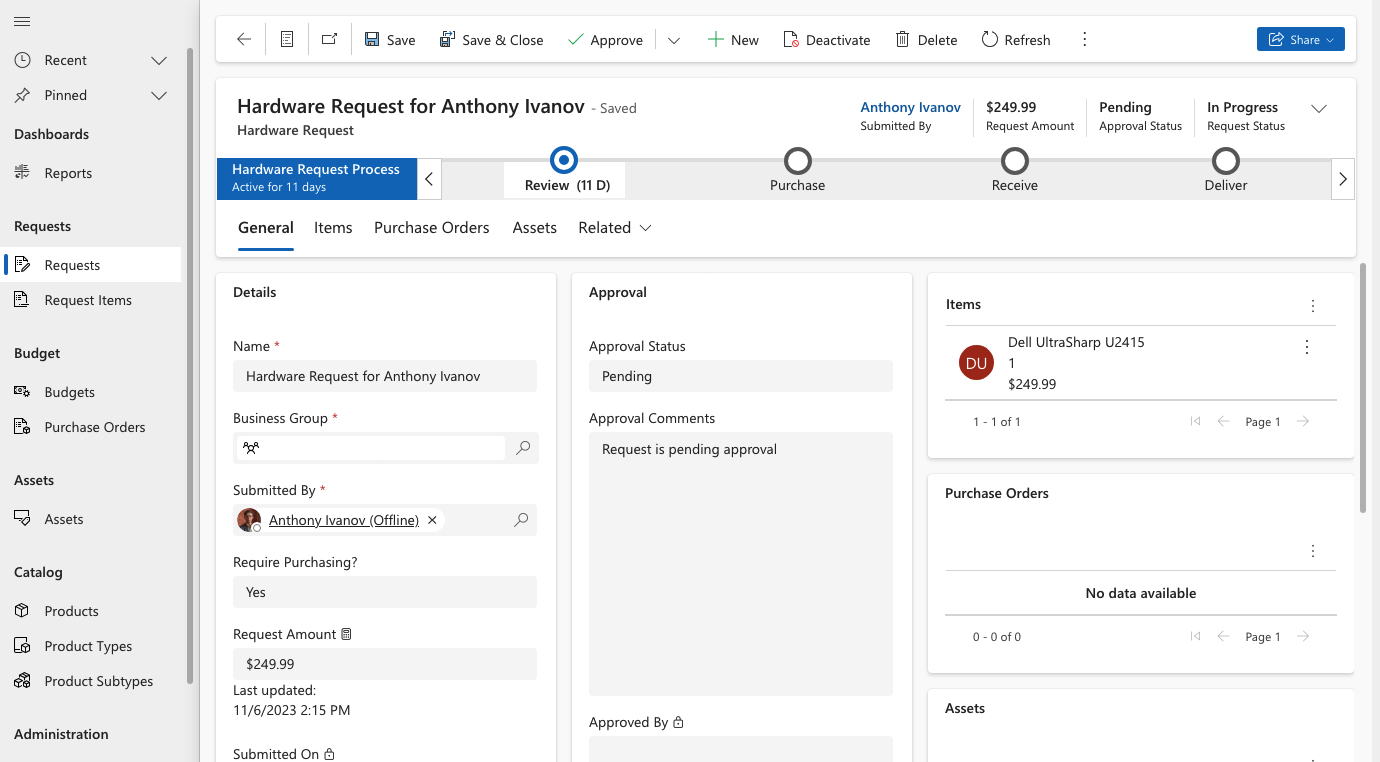 Recent
Pinned
Dashboards
Reports
Requests
Requests
Request Items
Budget
Budgets
Purchase Orders
Assets
Assets
Catalog
Products
Product Types
Product Subtypes
Administration
Save
Save & Close
Approve
New
Deactivate
Delete
Refresh
Share
Hardware Request for Anthony Ivanov - Saved
Hardware Request
Anthony Ivanov
Submitted By
$249.99
Request Amount
Pending
Approval Status
In Progress
Request Status
Hardware Request Process
Active for 11 days
Review (11 D)
Purchase
Receive
Deliver
General
Items
Purchase Orders
Assets
Related
Details
Name *
Hardware Request for Anthony Ivanov
Business Group *
Submitted By *
Anthony Ivanov (Offline)
Require Purchasing?
Yes
Request Amount
$249.99
Last updated:
11/6/2023 2:15 PM
Submitted On
Approval
Approval Status
Pending
Approval Comments
Request is pending approval
Approved By
Items
DU
Dell UltraSharp U2415
1
$249.99
1 - 1 of 1
Page 1
Purchase Orders
No data available
0 - 0 of 0
Page 1
Assets